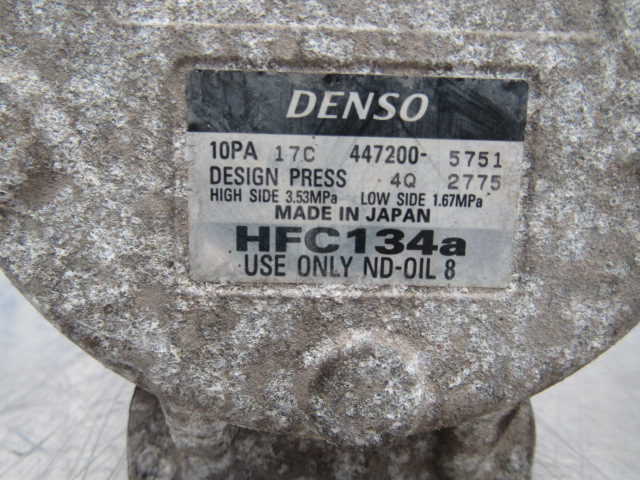 DENSO
10PA 17C 447200- 5751
DESIGN PRESS 4Q 2775
HIGH SIDE 3.53MPa LOW SIDE 1.67MPa
MADE IN JAPAN
HFC134a
USE ONLY ND-OIL 8